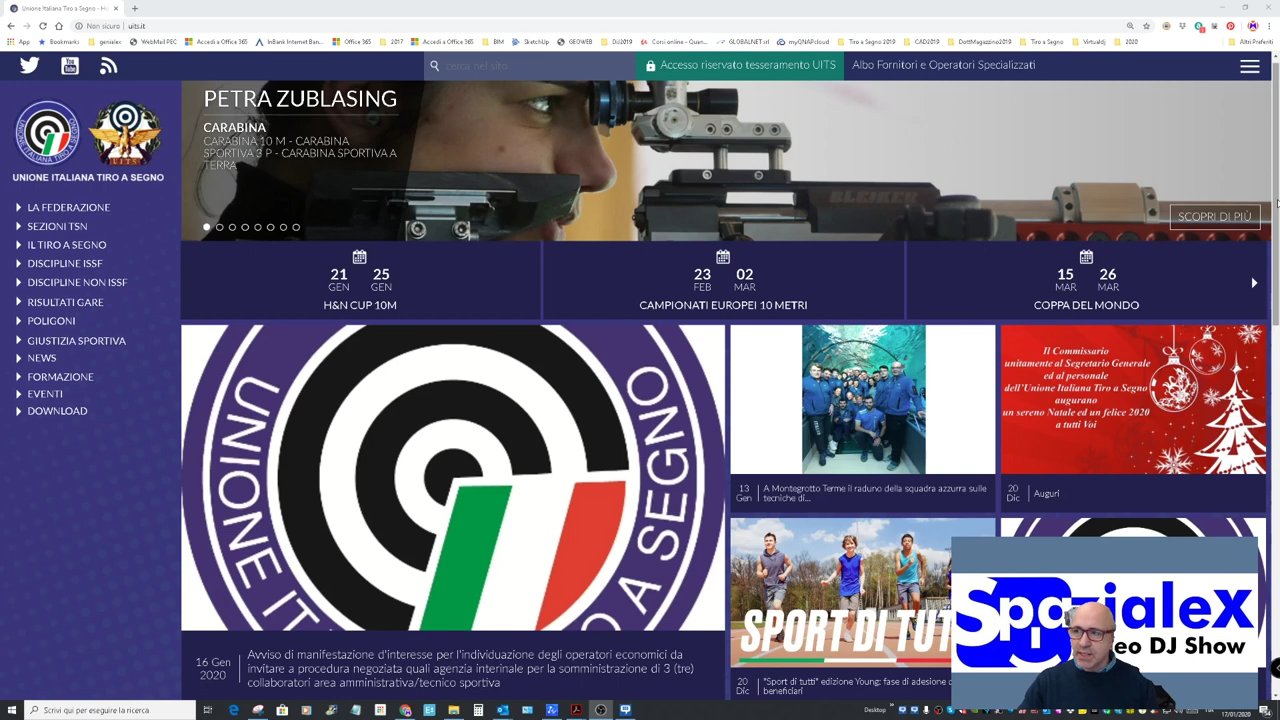 Unione Italiana Tiro a Segno - H
Non sicuro | uits.it
App
Bookmarks
genialex
WebMail PEC
Accedi a Office 365
InBank Internet Ban...
Office 365
2017
Accedi a Office 365
BIM
SketchUp
GEOWEB
DiJ2019
Corsi online - Quan...
GLOBALNET srl
myQNAPcloud
Tiro a Segno 2019
CAD2019
DottMagazzino2019
Tiro a Segno
Virtualdj
2020
Altri Preferiti
cerca nel sito
Accesso riservato tesseramento UITS
Albo Fornitori e Operatori Specializzati
UNIONE ITALIANA TIRO A SEGNO
LA FEDERAZIONE
SEZIONI TSN
IL TIRO A SEGNO
DISCIPLINE ISSF
DISCIPLINE NON ISSF
RISULTATI GARE
POLIGONI
GIUSTIZIA SPORTIVA
NEWS
FORMAZIONE
EVENTI
DOWNLOAD
PETRA ZUBLASING
CARABINA
CARABINA 10 M - CARABINA
SPORTIVA 3 P - CARABINA SPORTIVA A
TERRA
BLEIKER
SCOPRI DI PIÙ
21 25
GEN GEN
H&N CUP 10M
23 02
FEB MAR
CAMPIONATI EUROPEI 10 METRI
15 26
MAR MAR
COPPA DEL MONDO
16 Gen
2020
Avviso di manifestazione d'interesse per l'individuazione degli operatori economici da
invitare a procedura negoziata quali agenzia interinale per la somministrazione di 3 (tre)
collaboratori area amministrativa/tecnico sportiva
13
Gen
A Montegrotto Terme il raduno della squadra azzurra sulle
tecniche di...
Il Commissario
unitamente al Segretario Generale
ed al personale
dell'Unione Italiana Tiro a Segno
augurano
un sereno Natale ed un felice 2020
a tutti Voi
20
Dic
Auguri
SPORT DI TUT
20
Dic
"Sport di tutti" edizione Young: fase di adesione d
beneficiari
Spazialex
eo DJ Show
Scrivi qui per eseguire la ricerca
Desktop
17/01/2020